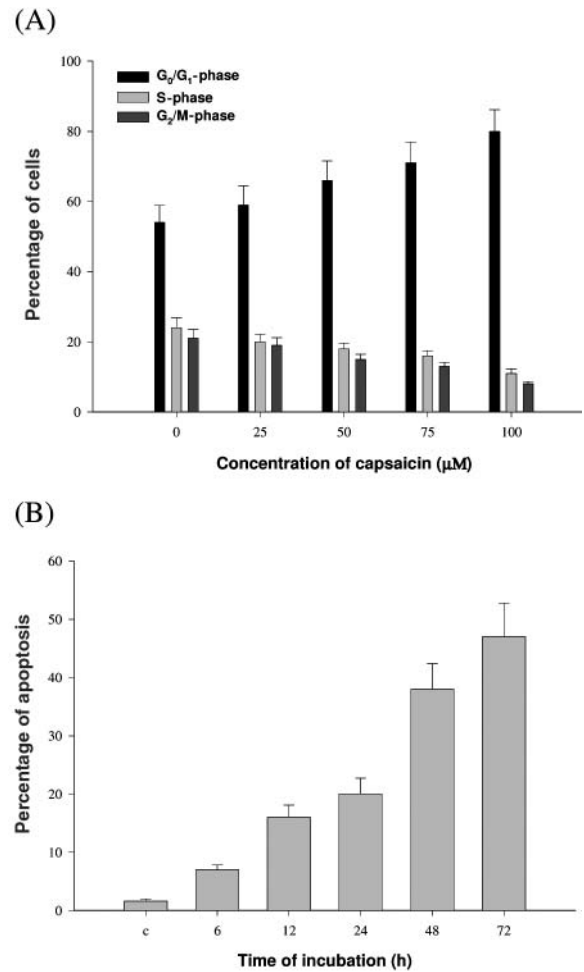 (A)
G₀/G₁-phase
S-phase
G₂/M-phase
100
80
60
40
20
0
Percentage of cells
0 25 50 75 100
Concentration of capsaicin (μM)
(B)
60
50
40
30
20
10
0
Percentage of apoptosis
c 6 12 24 48 72
Time of incubation (h)